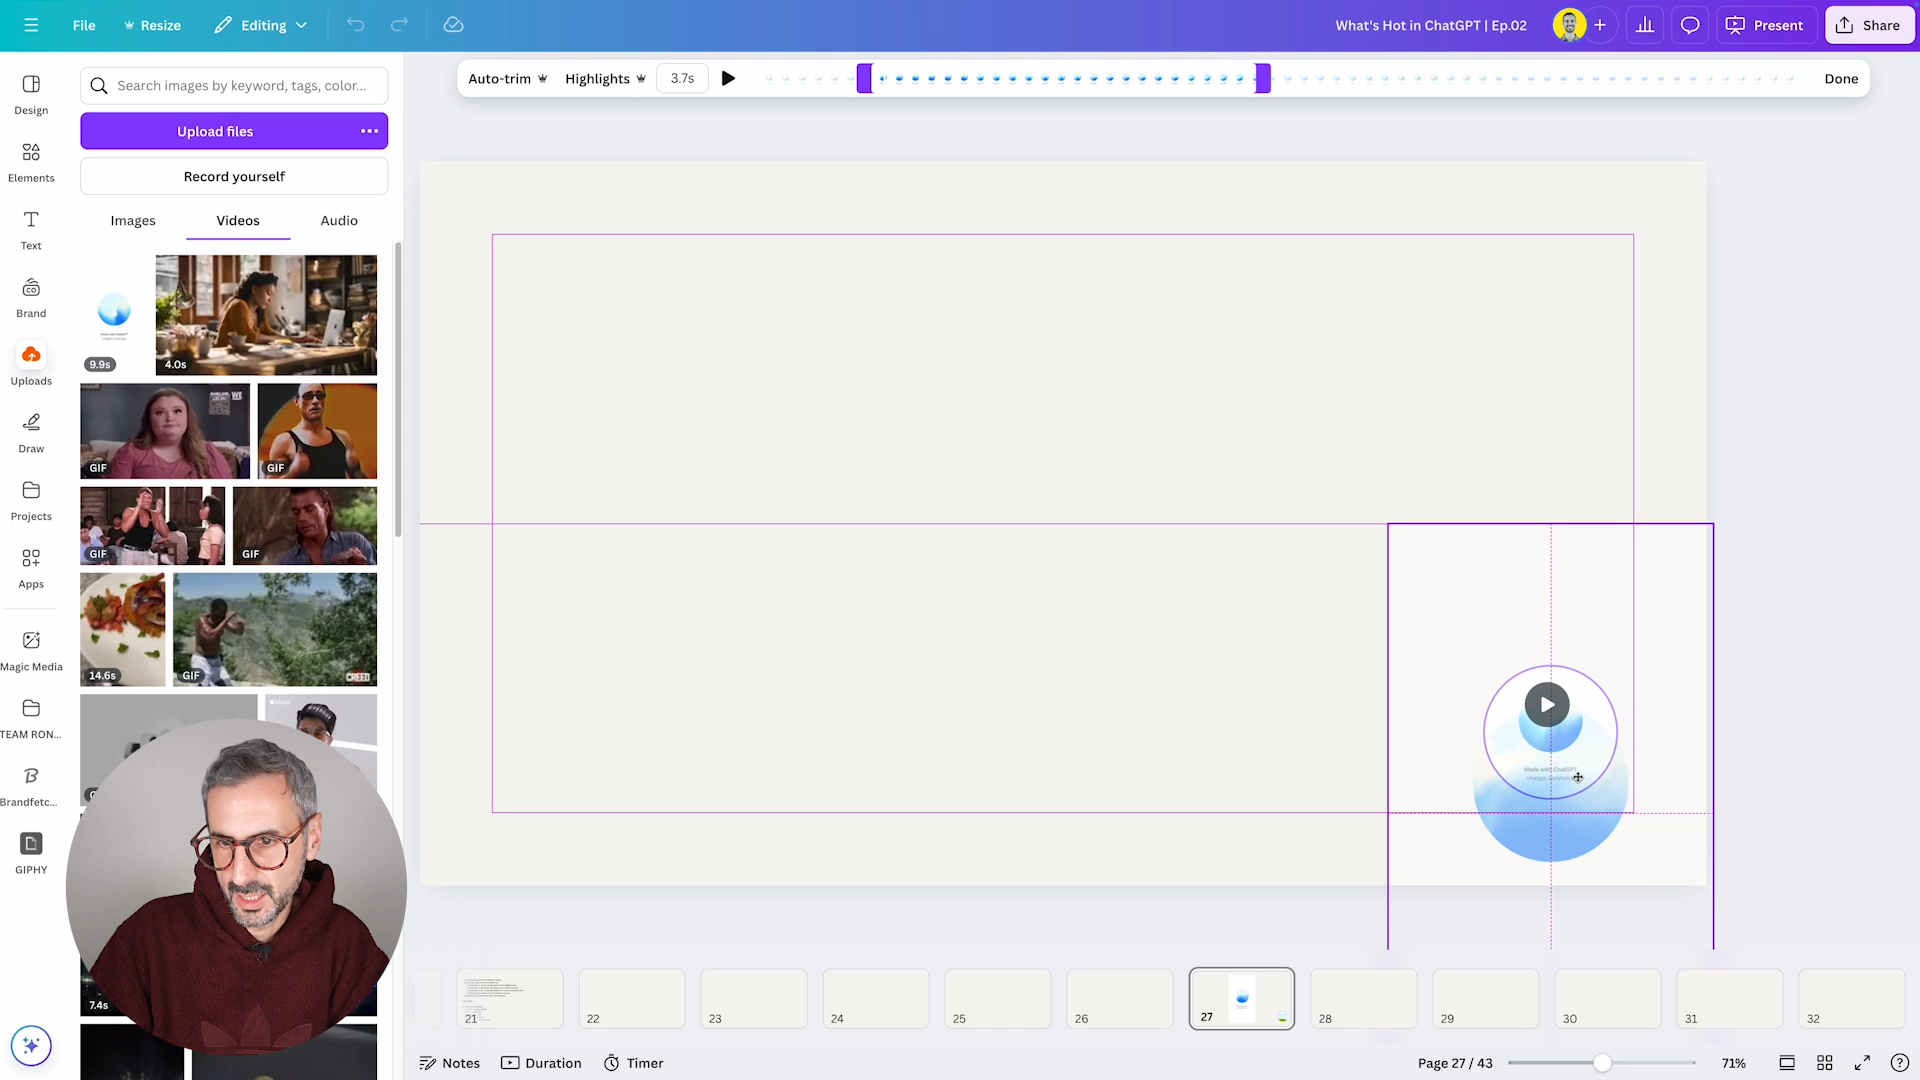 File
Resize
Editing
What's Hot in ChatGPT | Ep.02
Present
Share
Design
Elements
Text
Brand
Uploads
Draw
Projects
Apps
Magic Media
TEAM RON...
Brandfetc...
GIPHY
Search images by keyword, tags, color...
Upload files
Record yourself
Images
Videos
Audio
9.9s
4.0s
GIF
GIF
GIF
GIF
14.6s
GIF
CREED
7.4s
Auto-trim
Highlights
3.7s
Done
Made with ChatGPT
21
22
23
24
25
26
27
28
29
30
31
32
Notes
Duration
Timer
Page 27 / 43
71%